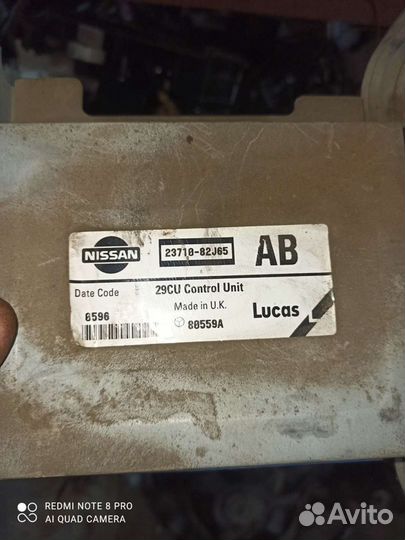 NISSAN
23710-82J65
AB
Date Code
29CU Control Unit
0596
Made in U.K.
80559A
Lucas
REDMI NOTE 8 PRO
AI QUAD CAMERA
Avito